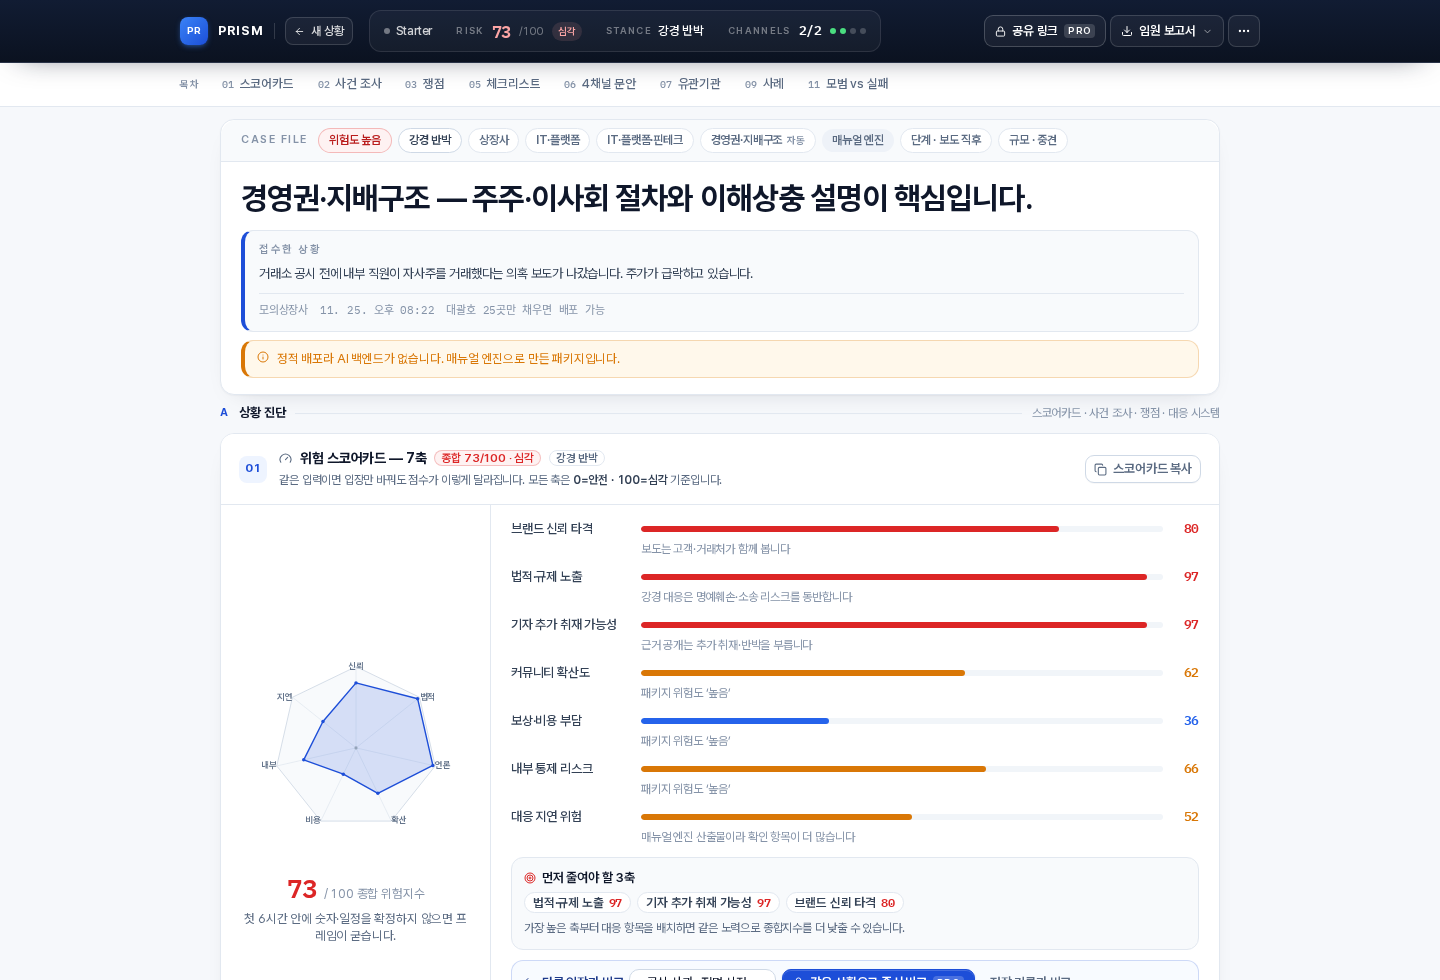 PR PRISM 새 상황 Starter RISK 73 /100 심각 STANCE 강경 반박 CHANNELS 2/2 공유 링크 PRO 임원 보고서
목차 01 스코어카드 02 사건 조사 03 쟁점 05 체크리스트 06 4채널 문안 07 유관기관 09 사례 11 모범 vs 실패
CASE FILE 위험도 높음 강경 반박 상장사 IT·플랫폼 IT·플랫폼·핀테크 경영권·지배구조 자동 매뉴얼 엔진 단계 · 보도 직후 규모 · 중견
경영권·지배구조 — 주주·이사회 절차와 이해상충 설명이 핵심입니다.
접수한 상황
거래소 공시 전에 내부 직원이 자사주를 거래했다는 의혹 보도가 나갔습니다. 주가가 급락하고 있습니다.
모의상장사 11. 25. 오후 08:22 대괄호 25곳만 채우면 배포 가능
정적 배포라 AI 백엔드가 없습니다. 매뉴얼 엔진으로 만든 패키지입니다.
A 상황 진단 스코어카드 · 사건 조사 · 쟁점 · 대응 시스템
01 위험 스코어카드 — 7축 종합 73/100 · 심각 강경 반박
같은 입력이면 입장만 바꿔도 점수가 이렇게 달라집니다. 모든 축은 0=안전 · 100=심각 기준입니다.
스코어카드 복사
신뢰
법적
언론
확산
비용
내부
지연
73 / 100 종합 위험지수
첫 6시간 안에 숫자·일정을 확정하지 않으면 프
레임이 굳습니다.
브랜드 신뢰 타격 80
보도는 고객·거래처가 함께 봅니다
법적·규제 노출 97
강경 대응은 명예훼손·소송 리스크를 동반합니다
기자 추가 취재 가능성 97
근거 공개는 추가 취재·반박을 부릅니다
커뮤니티 확산도 62
패키지 위험도 '높음'
보상·비용 부담 36
패키지 위험도 '높음'
내부 통제 리스크 66
패키지 위험도 '높음'
대응 지연 위험 52
매뉴얼 엔진 산출물이라 확인 항목이 더 많습니다
먼저 줄여야 할 3축
법적·규제 노출 97 기자 추가 취재 가능성 97 브랜드 신뢰 타격 80
가장 높은 축부터 대응 항목을 배치하면 같은 노력으로 종합지수를 더 낮출 수 있습니다.